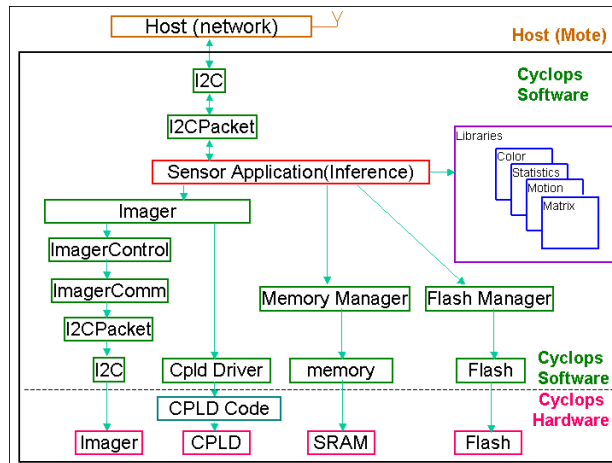 Host (network)
Host (Mote)
I2C
Cyclops
Software
I2CPacket
Libraries
Color
Sensor Application(Inference)
Statistics
Motion
Matrix
Imager
ImagerControl
ImagerComm
Memory Manager
Flash Manager
I2CPacket
I2C
Cpld Driver
memory
Flash
Cyclops
Software
CPLD Code
Cyclops
Hardware
Imager
CPLD
SRAM
Flash